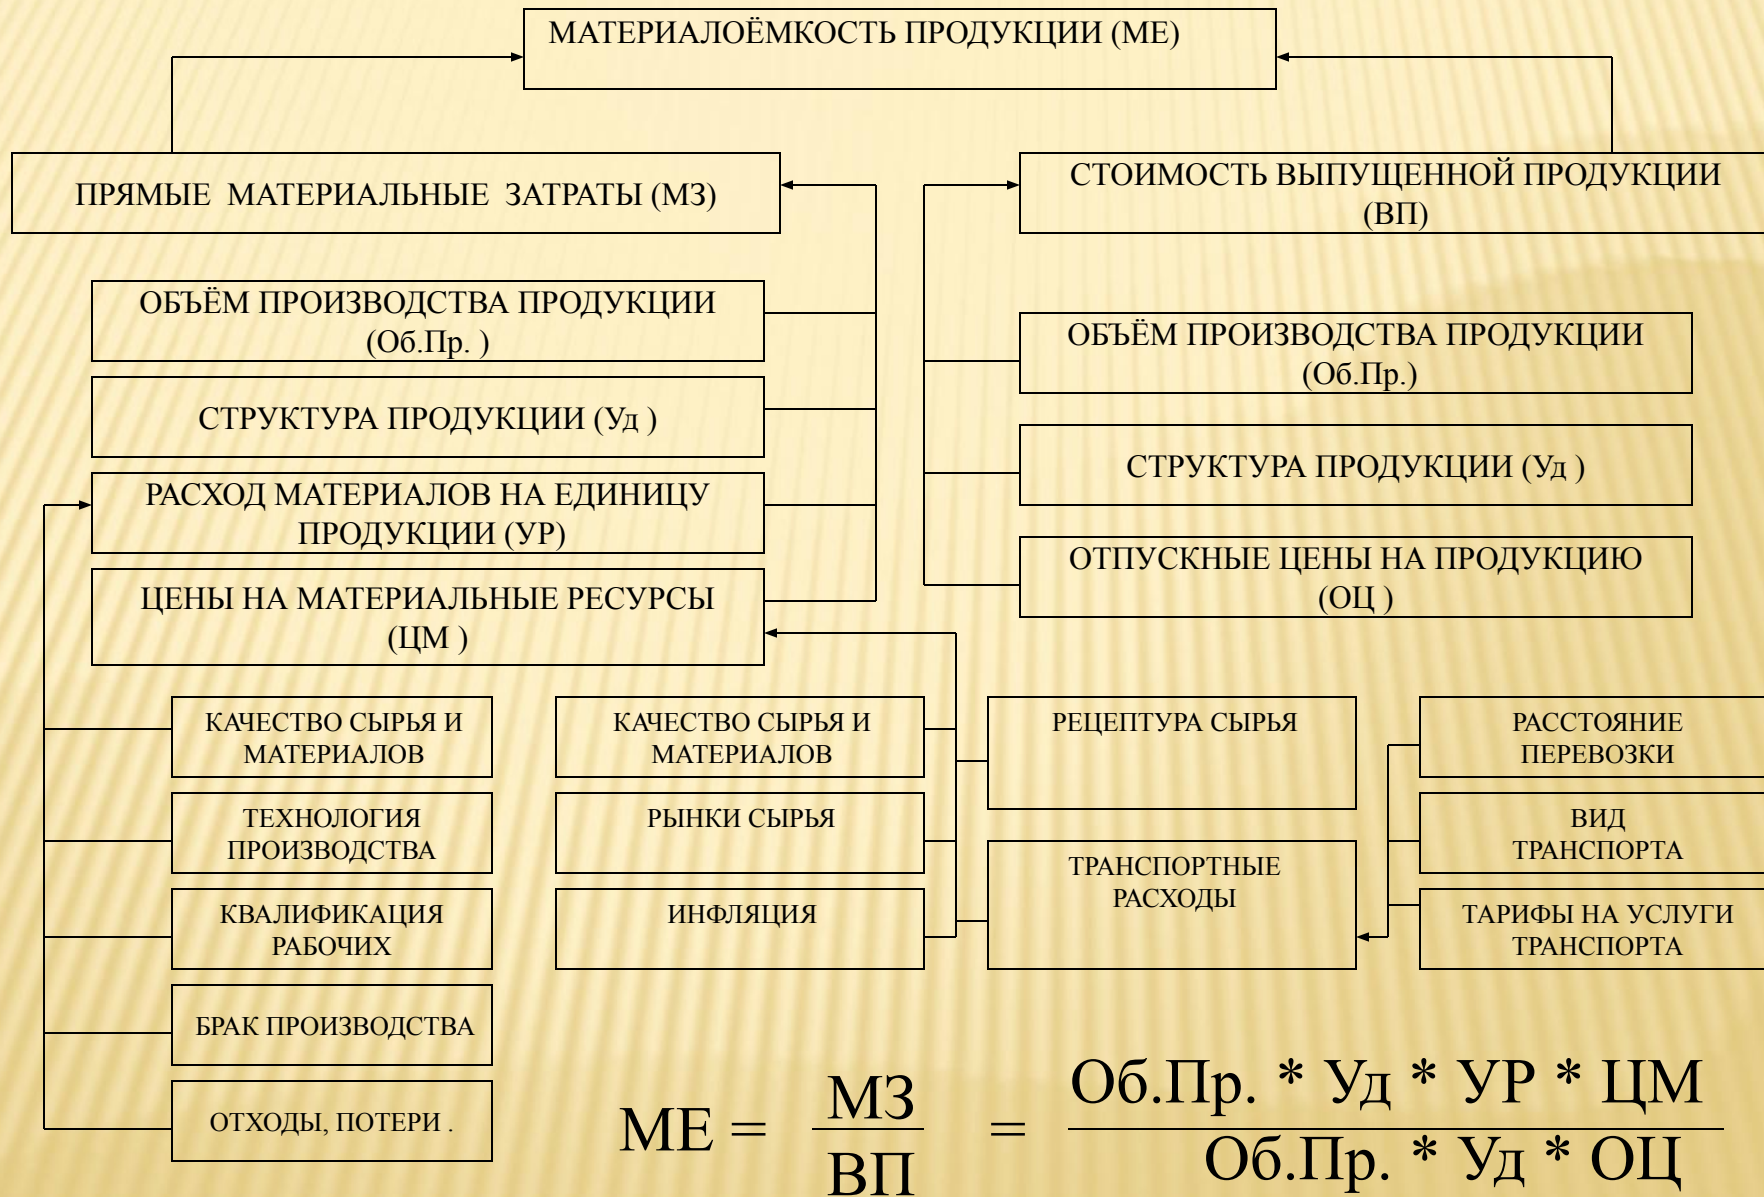 МАТЕРИАЛОЁМКОСТЬ ПРОДУКЦИИ (МЕ)
ПРЯМЫЕ МАТЕРИАЛЬНЫЕ ЗАТРАТЫ (МЗ)
СТОИМОСТЬ ВЫПУЩЕННОЙ ПРОДУКЦИИ
(ВП)
ОБЪЁМ ПРОИЗВОДСТВА ПРОДУКЦИИ
(Об.Пр. )
СТРУКТУРА ПРОДУКЦИИ (Уд )
РАСХОД МАТЕРИАЛОВ НА ЕДИНИЦУ
ПРОДУКЦИИ (УР)
ЦЕНЫ НА МАТЕРИАЛЬНЫЕ РЕСУРСЫ
(ЦМ )
ОБЪЁМ ПРОИЗВОДСТВА ПРОДУКЦИИ
(Об.Пр.)
СТРУКТУРА ПРОДУКЦИИ (Уд )
ОТПУСКНЫЕ ЦЕНЫ НА ПРОДУКЦИЮ
(ОЦ )
КАЧЕСТВО СЫРЬЯ И
МАТЕРИАЛОВ
ТЕХНОЛОГИЯ
ПРОИЗВОДСТВА
КВАЛИФИКАЦИЯ
РАБОЧИХ
БРАК ПРОИЗВОДСТВА
ОТХОДЫ, ПОТЕРИ .
КАЧЕСТВО СЫРЬЯ И
МАТЕРИАЛОВ
РЫНКИ СЫРЬЯ
ИНФЛЯЦИЯ
РЕЦЕПТУРА СЫРЬЯ
ТРАНСПОРТНЫЕ
РАСХОДЫ
РАССТОЯНИЕ
ПЕРЕВОЗКИ
ВИД
ТРАНСПОРТА
ТАРИФЫ НА УСЛУГИ
ТРАНСПОРТА
МЕ = МЗ = Об.Пр. * Уд * УР * ЦМ
ВП Об.Пр. * Уд * ОЦ